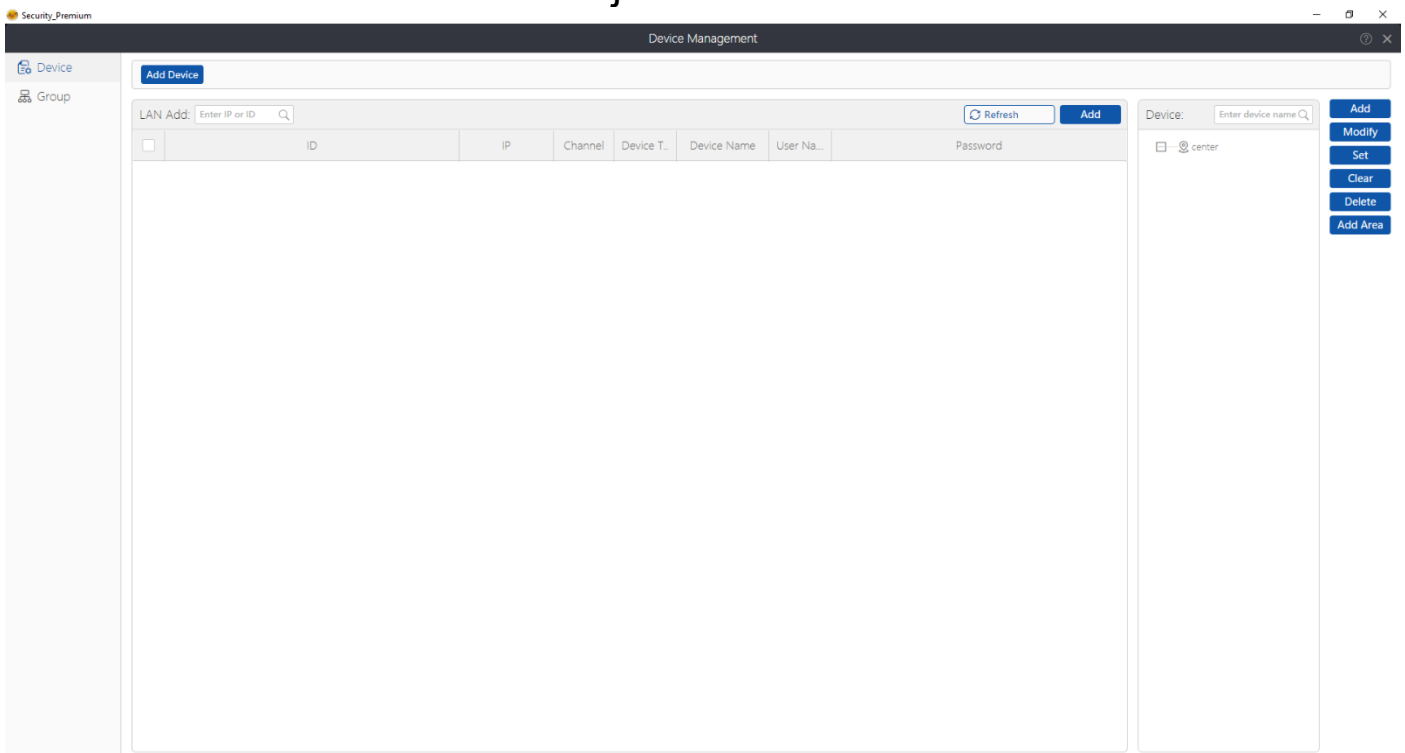 Security_Premium
Device Management
Device
Group
Add Device
LAN Add: Enter IP or ID
Refresh
Add
ID IP Channel Device T... Device Name User Na... Password
Device: Enter device name
center
Add
Modify
Set
Clear
Delete
Add Area